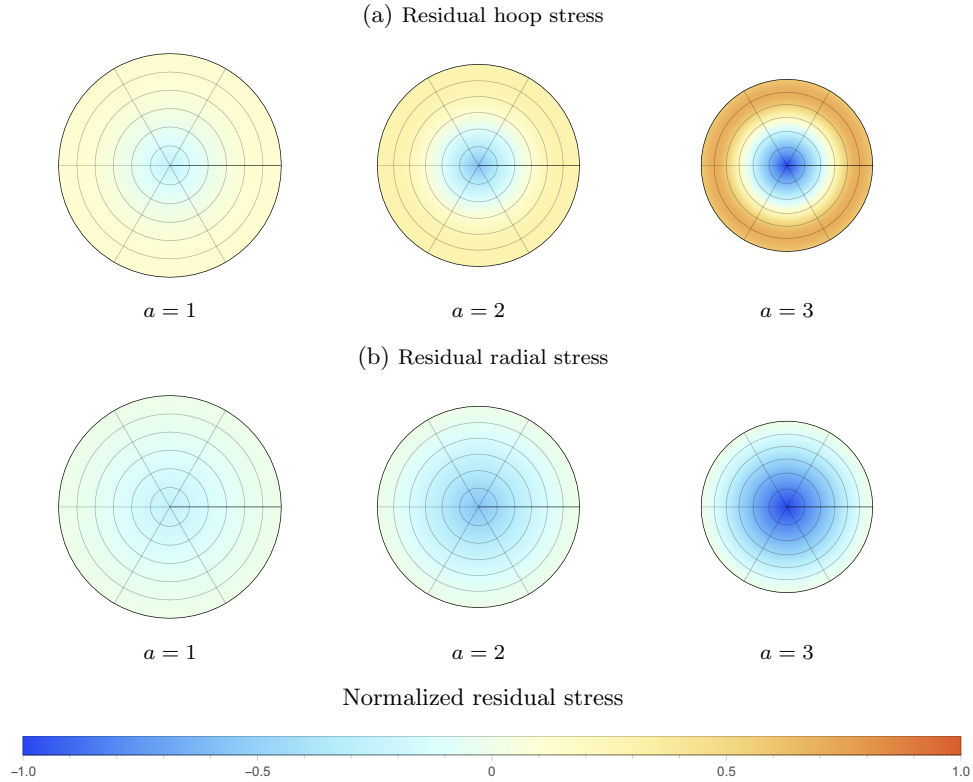 (a) Residual hoop stress
a = 1 a = 2 a = 3
(b) Residual radial stress
a = 1 a = 2 a = 3
Normalized residual stress
−1.0 −0.5 0 0.5 1.0